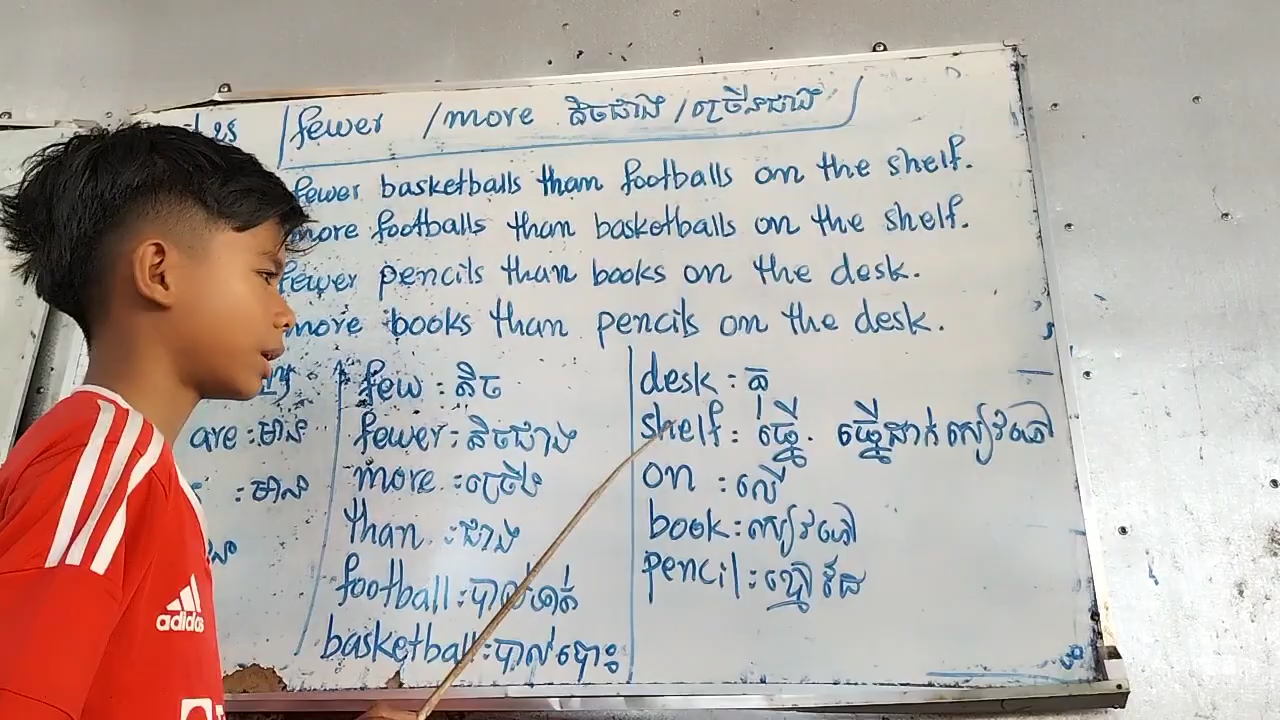 fewer / more តិចជាង / ច្រើនជាង
fewer basketballs than footballs on the shelf.
more footballs than basketballs on the shelf.
fewer pencils than books on the desk.
more books than pencils on the desk.
are : មាន
: មាន
few : តិច
fewer : តិចជាង
more : ច្រើន
than : ជាង
football : បាល់ទាត់
basketball : បាល់បោះ
desk : តុ
shelf : ធ្នើ. ធ្នើដាក់សៀវភៅ
on : លើ
book : សៀវភៅ
pencil : ខ្មៅដៃ
adidas